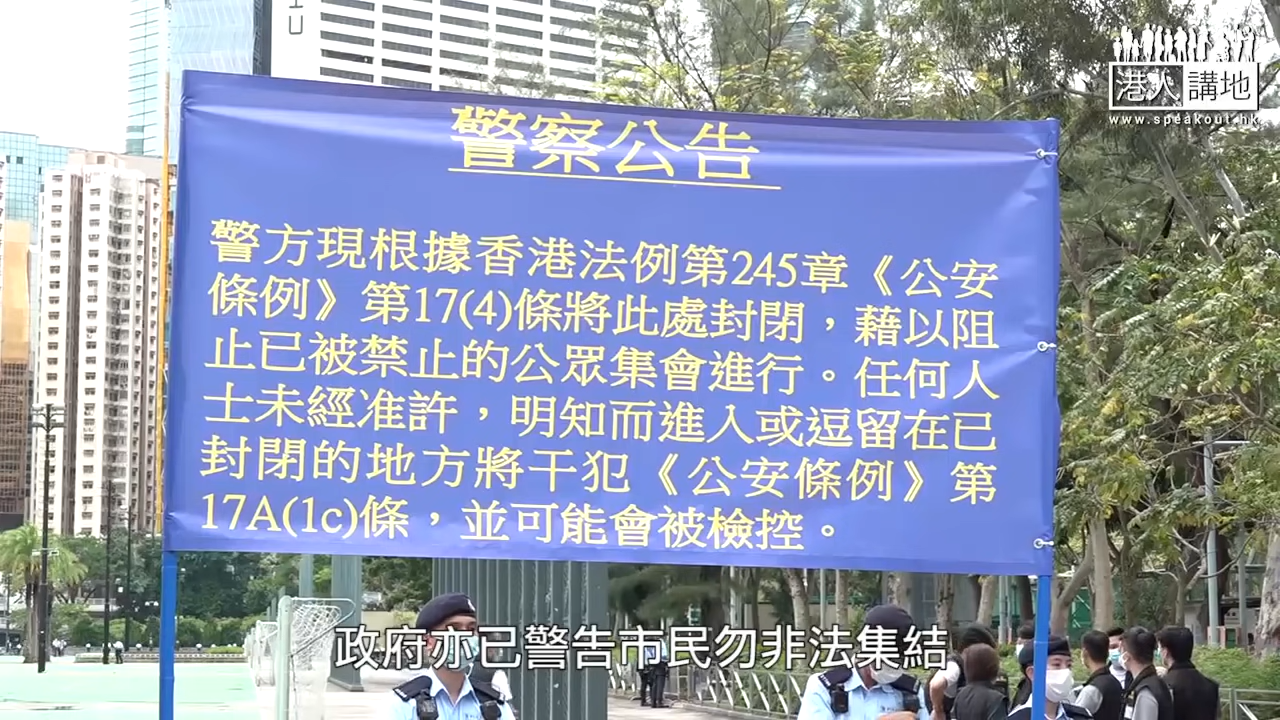 港人講地
www.speakout.hk
警察公告
警方現根據香港法例第245章《公安
條例》第17(4)條將此處封閉，藉以阻
止已被禁止的公眾集會進行。任何人
士未經准許，明知而進入或逗留在已
封閉的地方將干犯《公安條例》第
17A(1c)條，並可能會被檢控。
政府亦已警告市民勿非法集結